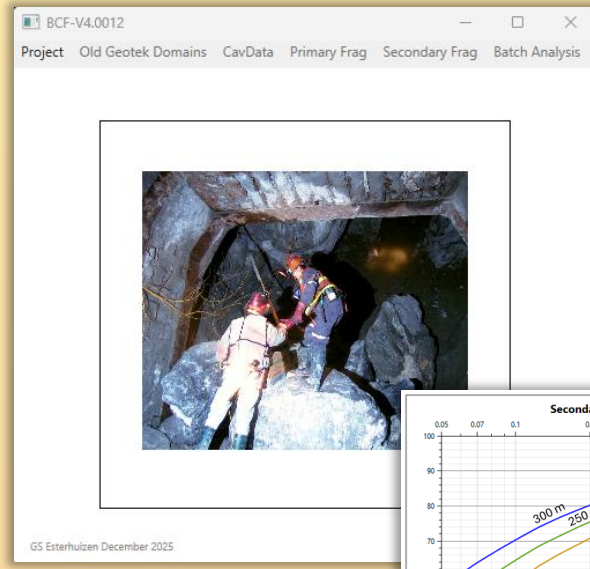 BCF-V4.0012
Project Old Geotek Domains CavData Primary Frag Secondary Frag Batch Analysis
GS Esterhuizen December 2025
0.05 0.07 0.1
100
90
80
70
300 m
250